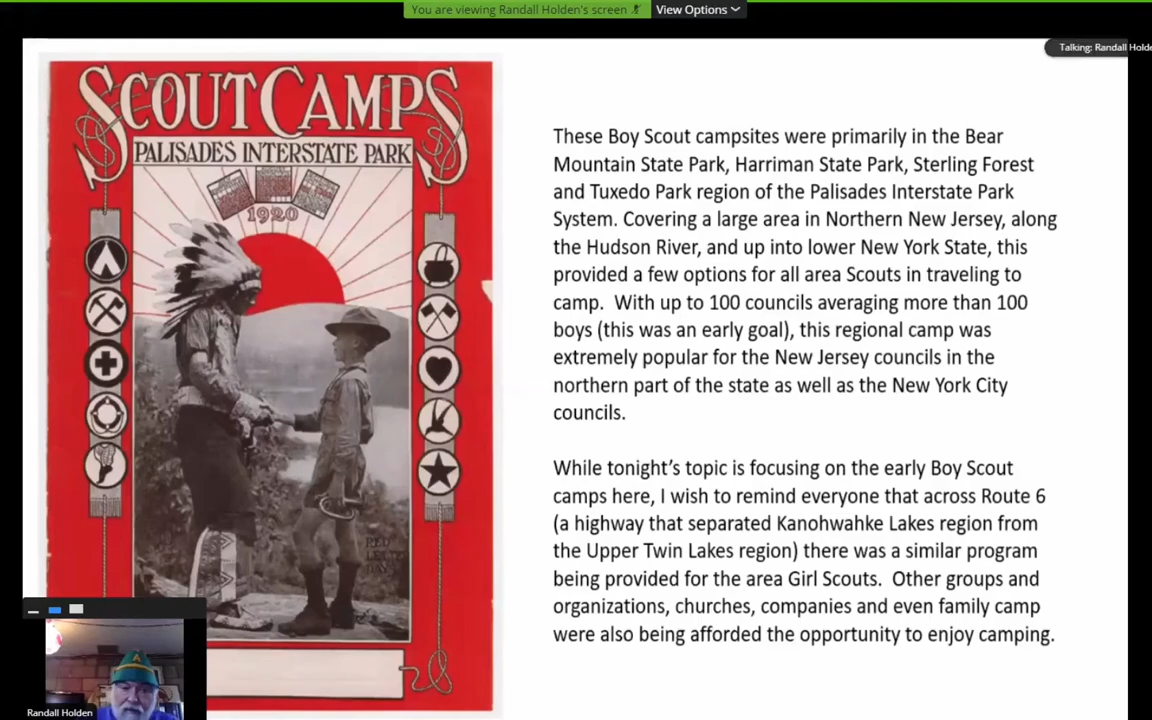 You are viewing Randall Holden's screen
View Options
Talking: Randall Holde
SCOUT CAMPS
PALISADES INTERSTATE PARK
1920
RED
LETTER
DAYS
These Boy Scout campsites were primarily in the Bear
Mountain State Park, Harriman State Park, Sterling Forest
and Tuxedo Park region of the Palisades Interstate Park
System. Covering a large area in Northern New Jersey, along
the Hudson River, and up into lower New York State, this
provided a few options for all area Scouts in traveling to
camp. With up to 100 councils averaging more than 100
boys (this was an early goal), this regional camp was
extremely popular for the New Jersey councils in the
northern part of the state as well as the New York City
councils.
While tonight's topic is focusing on the early Boy Scout
camps here, I wish to remind everyone that across Route 6
(a highway that separated Kanohwahke Lakes region from
the Upper Twin Lakes region) there was a similar program
being provided for the area Girl Scouts. Other groups and
organizations, churches, companies and even family camp
were also being afforded the opportunity to enjoy camping.
Randall Holden